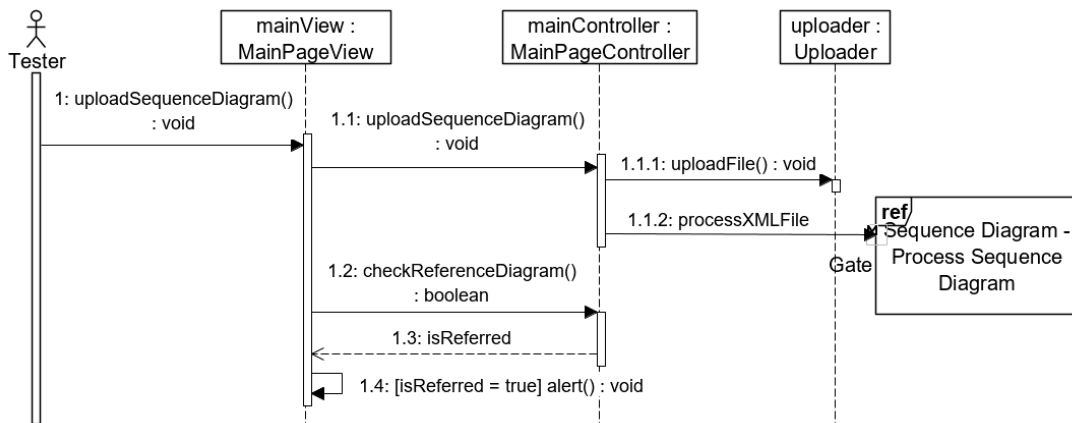 Tester
mainView :
MainPageView
mainController :
MainPageController
uploader :
Uploader
1: uploadSequenceDiagram()
: void
1.1: uploadSequenceDiagram()
: void
1.1.1: uploadFile() : void
1.1.2: processXMLFile
ref
Sequence Diagram -
Process Sequence
Diagram
Gate
1.2: checkReferenceDiagram()
: boolean
1.3: isReferred
1.4: [isReferred = true] alert() : void